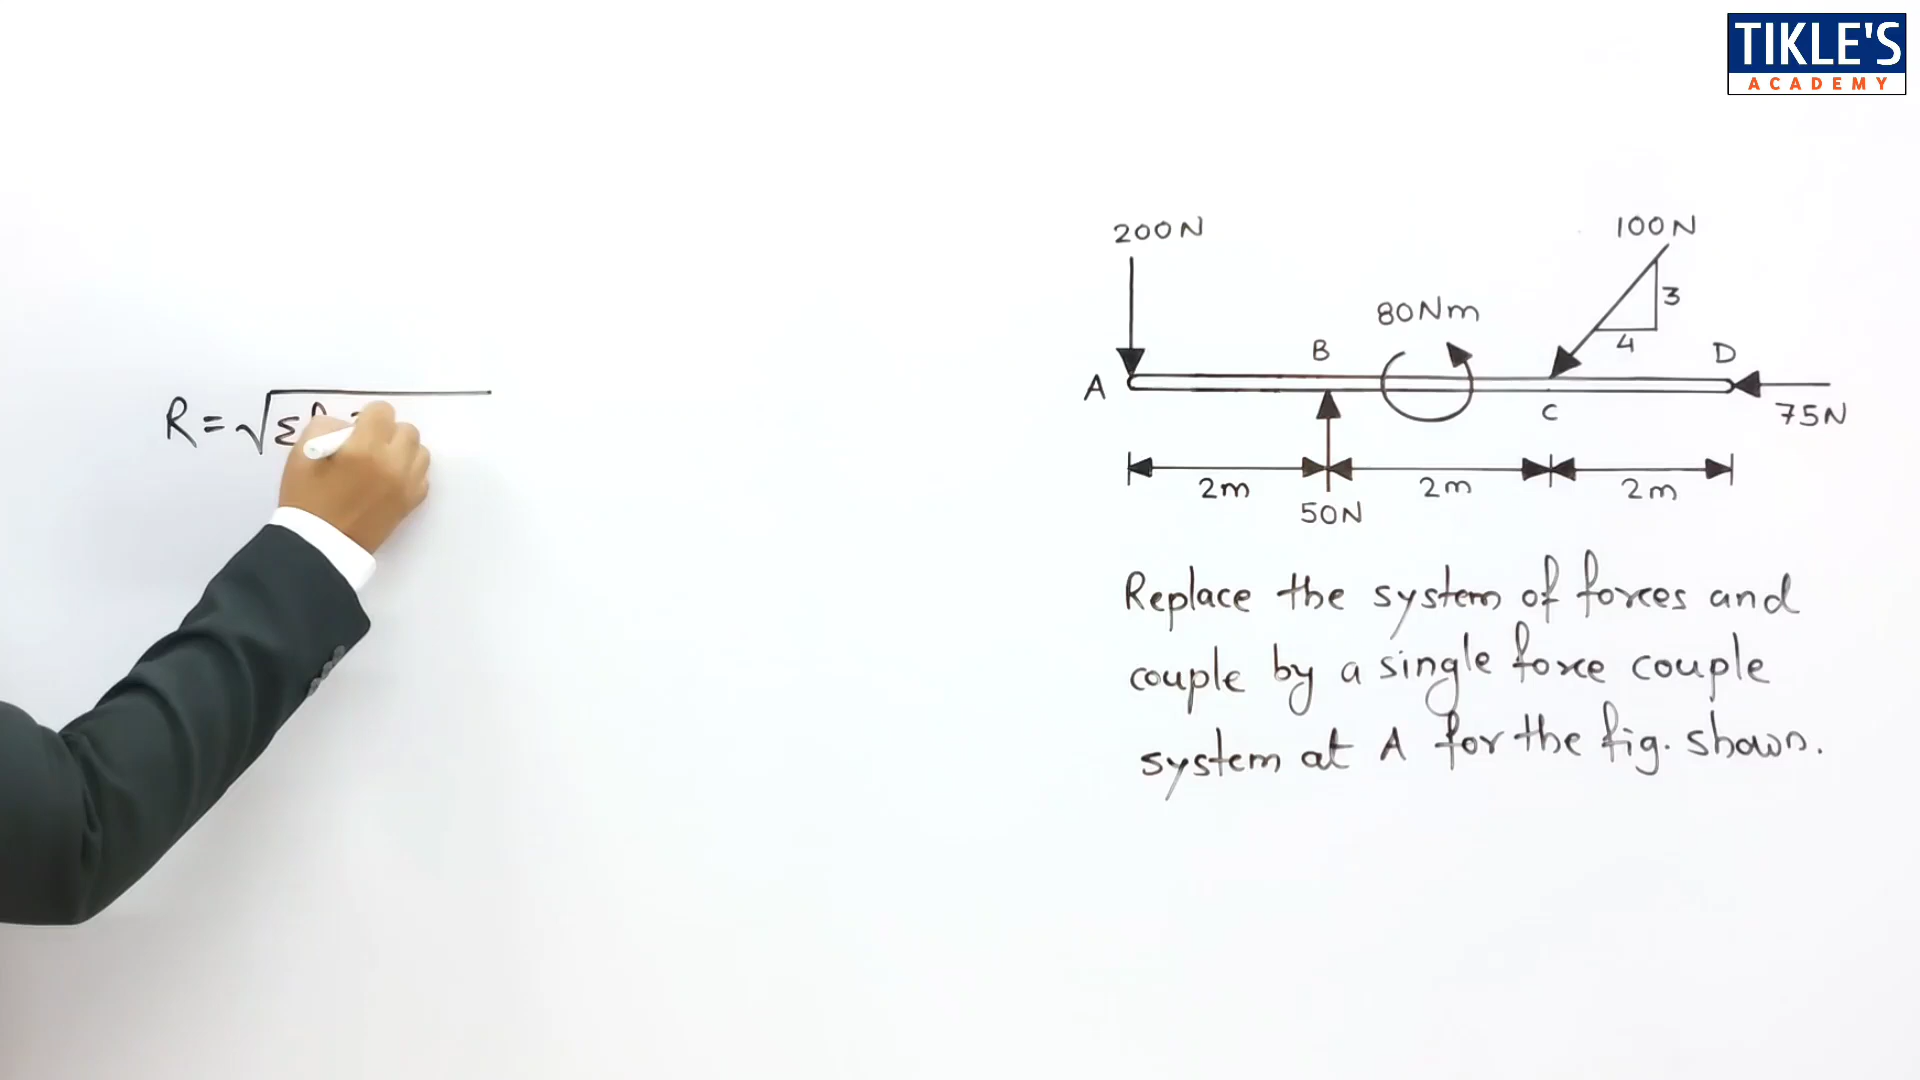 TIKLE'S
ACADEMY
200N
100N
3
4
80Nm
B
D
A
C
75N
2m
2m
2m
50N
R = √Σ
Replace the system of forces and
couple by a single force couple
system at A for the fig. shown.